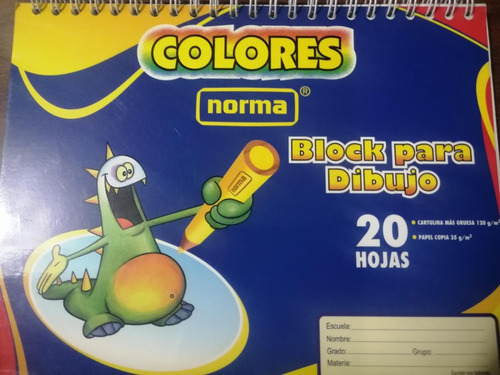 COLORES
norma®
Block para
Dibujo
norma
20
HOJAS
• CARTULINA MÁS GRUESA 120 g/m²
• PAPEL COPIA 35 g/m²
Escuela:
Nombre:
Grado: Grupo:
Materia: